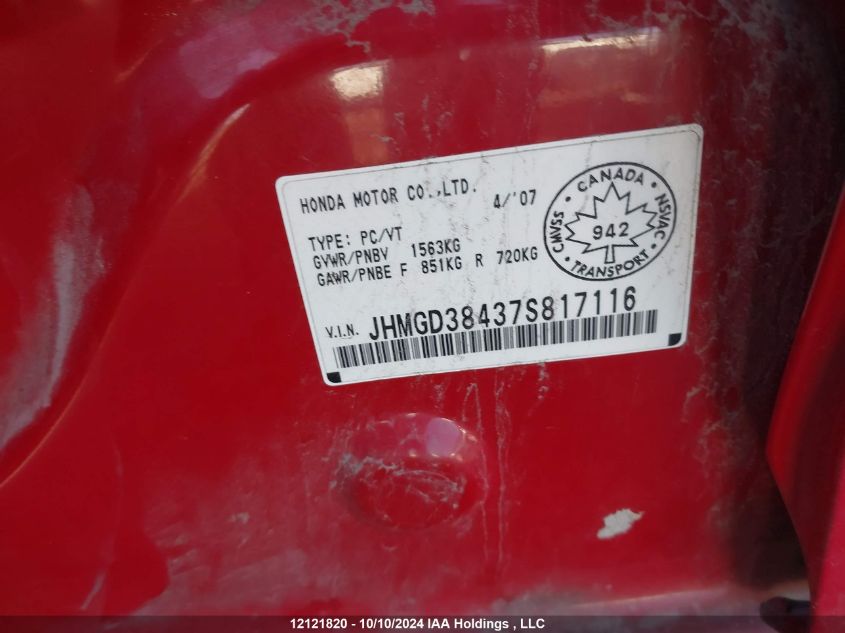 HONDA MOTOR CO.,LTD. 4/'07
TYPE: PC/VT
GVWR/PNBV 1563KG
GAWR/PNBE F 851KG R 720KG
V.I.N. JHMGD38437S817116
• CANADA •
NSVAC
• TRANSPORT •
CMVSS
942
12121820 - 10/10/2024 IAA Holdings , LLC